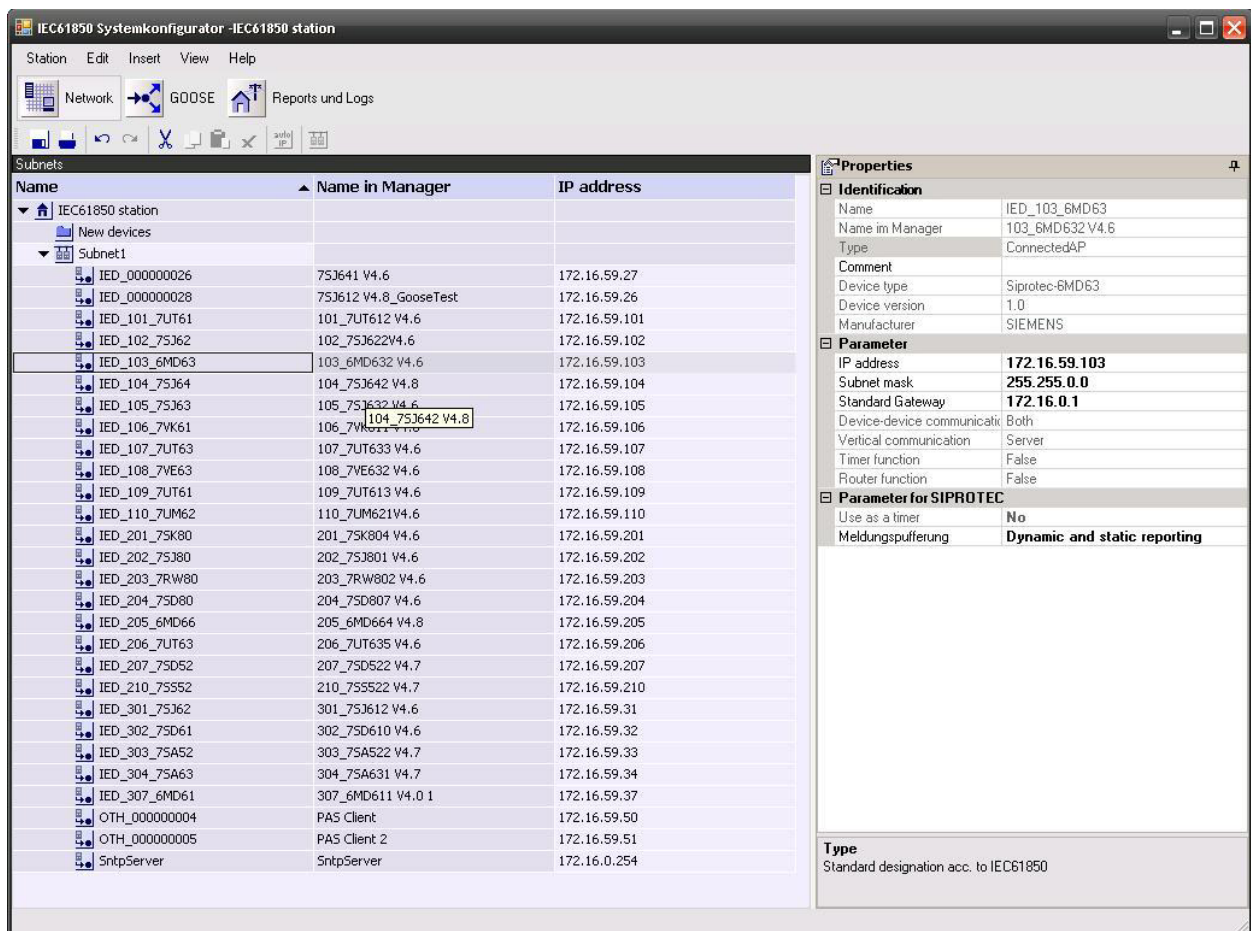 IEC61850 Systemkonfigurator -IEC61850 station
Station Edit Insert View Help
Network GOOSE Reports und Logs
auto IP
Subnets
Name Name in Manager IP address
IEC61850 station
New devices
Subnet1
IED_000000026 7SJ641 V4.6 172.16.59.27
IED_000000028 7SJ612 V4.8_GooseTest 172.16.59.26
IED_101_7UT61 101_7UT612 V4.6 172.16.59.101
IED_102_7SJ62 102_7SJ622V4.6 172.16.59.102
IED_103_6MD63 103_6MD632 V4.6 172.16.59.103
IED_104_7SJ64 104_7SJ642 V4.8 172.16.59.104
IED_105_7SJ63 105_7SJ632 V4.6 172.16.59.105
104_7SJ642 V4.8
IED_106_7VK61 172.16.59.106
IED_107_7UT63 107_7UT633 V4.6 172.16.59.107
IED_108_7VE63 108_7VE632 V4.6 172.16.59.108
IED_109_7UT61 109_7UT613 V4.6 172.16.59.109
IED_110_7UM62 110_7UM621V4.6 172.16.59.110
IED_201_7SK80 201_7SK804 V4.6 172.16.59.201
IED_202_7SJ80 202_7SJ801 V4.6 172.16.59.202
IED_203_7RW80 203_7RW802 V4.6 172.16.59.203
IED_204_7SD80 204_7SD807 V4.6 172.16.59.204
IED_205_6MD66 205_6MD664 V4.8 172.16.59.205
IED_206_7UT63 206_7UT635 V4.6 172.16.59.206
IED_207_7SD52 207_7SD522 V4.7 172.16.59.207
IED_210_7SS52 210_7SS522 V4.7 172.16.59.210
IED_301_7SJ62 301_7SJ612 V4.6 172.16.59.31
IED_302_7SD61 302_7SD610 V4.6 172.16.59.32
IED_303_7SA52 303_7SA522 V4.7 172.16.59.33
IED_304_7SA63 304_7SA631 V4.7 172.16.59.34
IED_307_6MD61 307_6MD611 V4.0 1 172.16.59.37
OTH_000000004 PAS Client 172.16.59.50
OTH_000000005 PAS Client 2 172.16.59.51
SntpServer SntpServer 172.16.0.254
Properties
Identification
Name IED_103_6MD63
Name im Manager 103_6MD632 V4.6
Type ConnectedAP
Comment
Device type Siprotec-6MD63
Device version 1.0
Manufacturer SIEMENS
Parameter
IP address 172.16.59.103
Subnet mask 255.255.0.0
Standard Gateway 172.16.0.1
Device-device communicatic Both
Vertical communication Server
Timer function False
Router function False
Parameter for SIPROTEC
Use as a timer No
Meldungspufferung Dynamic and static reporting
Type
Standard designation acc. to IEC61850